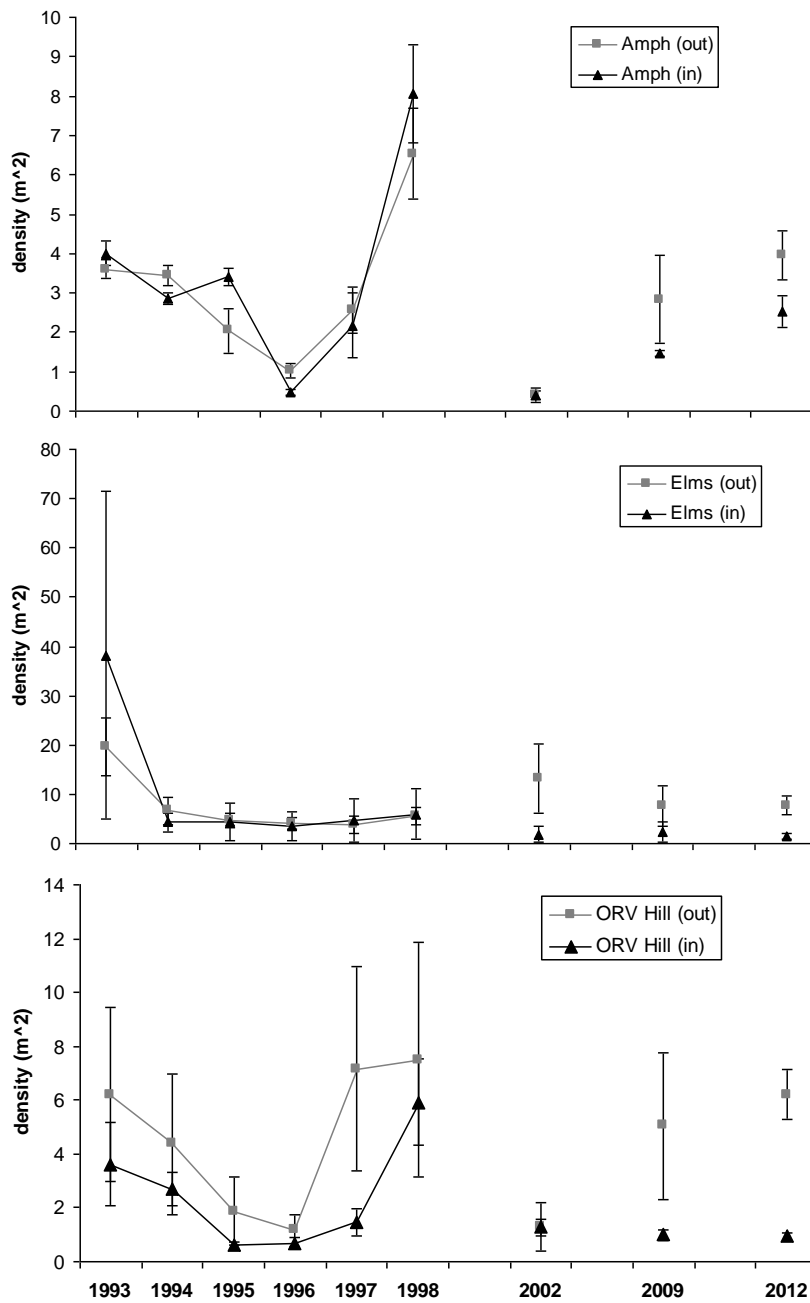 10
9
8
7
6
5
4
3
2
1
0
density (m^2)
Amph (out)
Amph (in)
80
70
60
50
40
30
20
10
0
density (m^2)
Elms (out)
Elms (in)
14
12
10
8
6
4
2
0
density (m^2)
ORV Hill (out)
ORV Hill (in)
1993 1994 1995 1996 1997 1998 2002 2009 2012